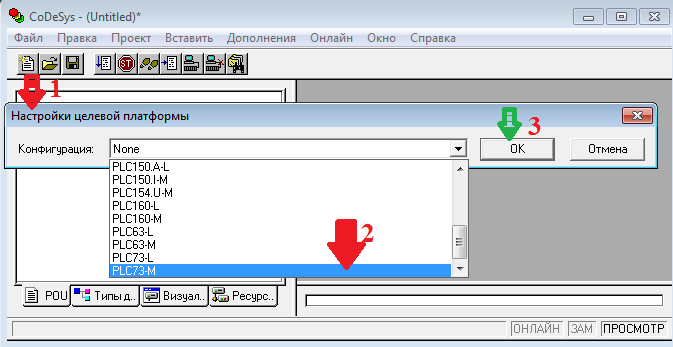 CoDeSys - (Untitled)*
Файл Правка Проект Вставить Дополнения Онлайн Окно Справка
1
Настройки целевой платформы
3
Конфигурация: None OK Отмена
PLC150.A-L
PLC150.I-M
PLC154.U-M
PLC160-L
PLC160-M
PLC63-L
PLC63-M
PLC73-L
PLC73-M
2
POU Типы д.. Визуал.. Ресурс..
ОНЛАЙН ЗАМ ПРОСМОТР